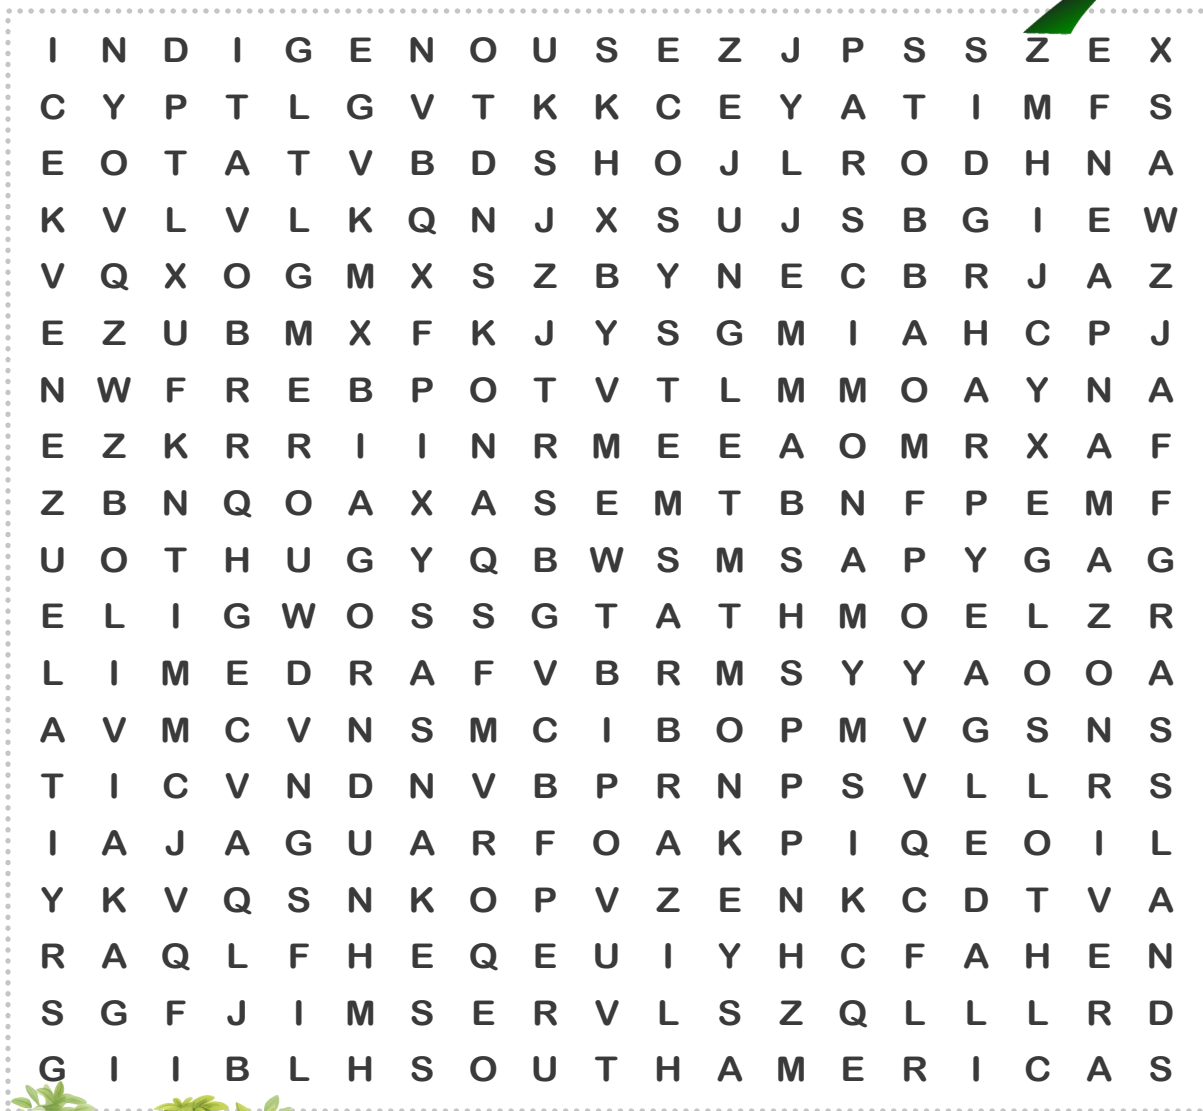 I N D I G E N O U S E Z J P S S Z E X
C Y P T L G V T K K C E Y A T I M F S
E O T A T V B D S H O J L R O D H N A
K V L V L K Q N J X S U J S B G I E W
V Q X O G M X S Z B Y N E C B R J A Z
E Z U B M X F K J Y S G M I A H C P J
N W F R E B P O T V T L M M O A Y N A
E Z K R R I I N R M E E A O M R X A F
Z B N Q O A X A S E M T B N F P E M F
U O T H U G Y Q B W S M S A P Y G A G
E L I G W O S S G T A T H M O E L Z R
L I M E D R A F V B R M S Y Y A O O A
A V M C V N S M C I B O P M V G S N S
T I C V N D N V B P R N P S V L L R S
I A J A G U A R F O A K P I Q E O I L
Y K V Q S N K O P V Z E N K C D T V A
R A Q L F H E Q E U I Y H C F A H E N
S G F J I M S E R V L S Z Q L L L R D
G I I B L H S O U T H A M E R I C A S